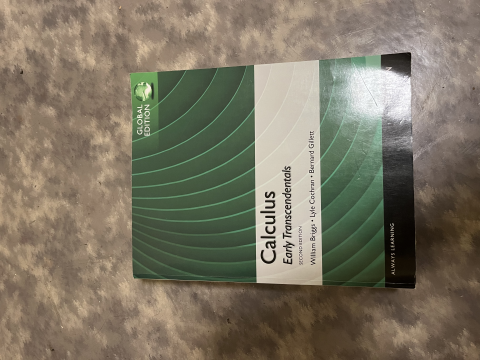 GLOBAL
EDITION
Calculus
Early Transcendentals
SECOND EDITION
William Briggs • Lyle Cochran • Bernard Gillett
ALWAYS LEARNING